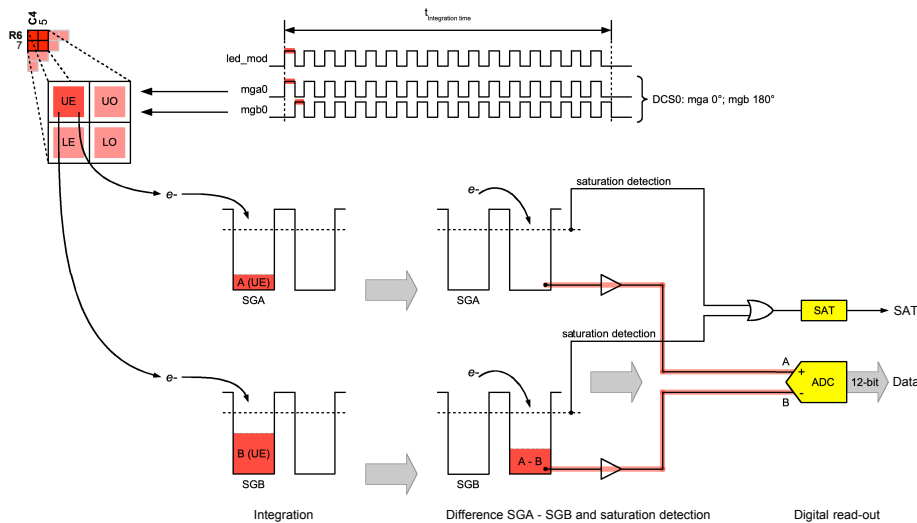 C4
5
R6
7
t Integration time
led_mod
mga0
mgb0
DCS0: mga 0°; mgb 180°
UE
UO
LE
LO
e-
A (UE)
SGA
e-
saturation detection
SGA
SAT
SAT
e-
B (UE)
SGB
e-
saturation detection
A - B
SGB
A
+
ADC
-
B
12-bit
Data
Integration
Difference SGA - SGB and saturation detection
Digital read-out